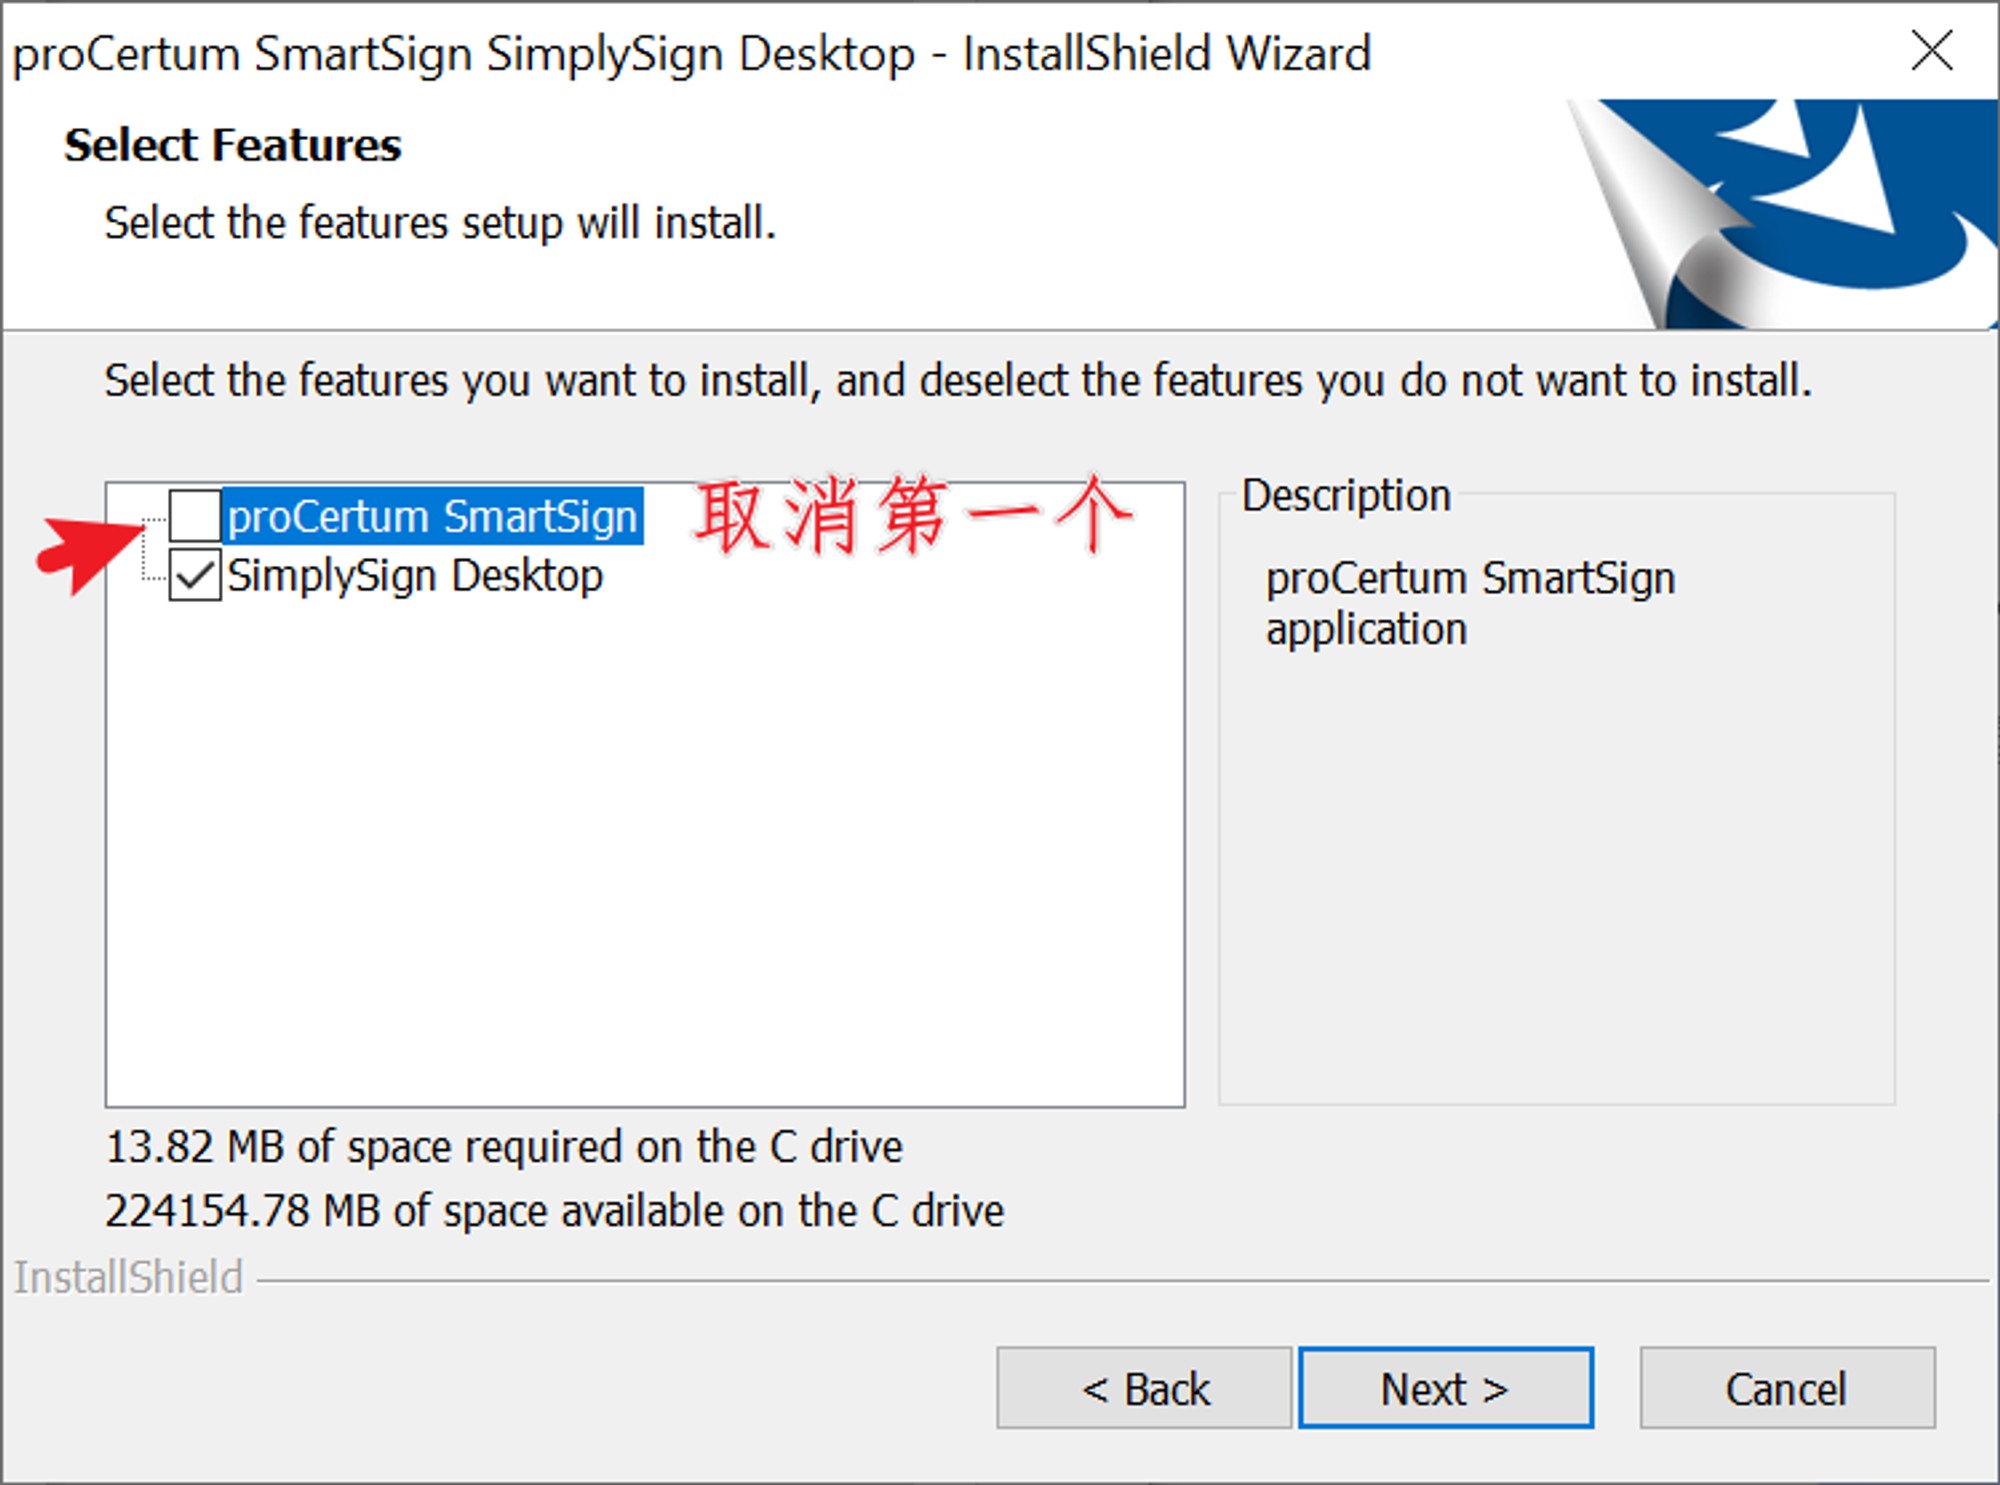 proCertum SmartSign SimplySign Desktop - InstallShield Wizard
Select Features
Select the features setup will install.
Select the features you want to install, and deselect the features you do not want to install.
proCertum SmartSign
取消第一个
SimplySign Desktop
Description
proCertum SmartSign
application
13.82 MB of space required on the C drive
224154.78 MB of space available on the C drive
InstallShield
< Back
Next >
Cancel